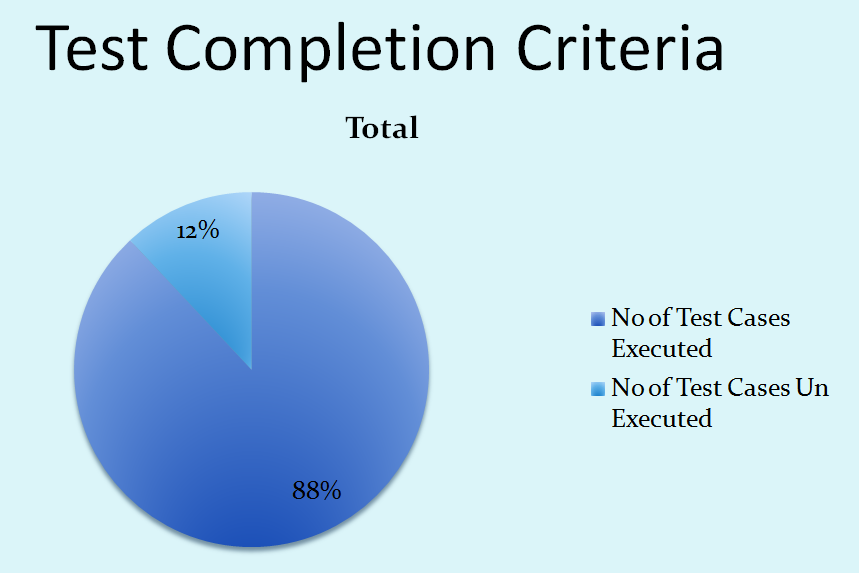 Test Completion Criteria
Total
12%
88%
No of Test Cases
Executed
No of Test Cases Un
Executed